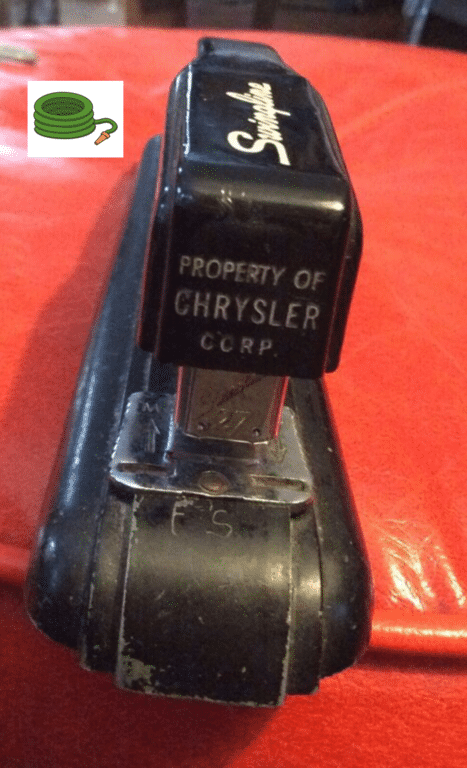 Swingline
PROPERTY OF
CHRYSLER
CORP.
27
M
F S